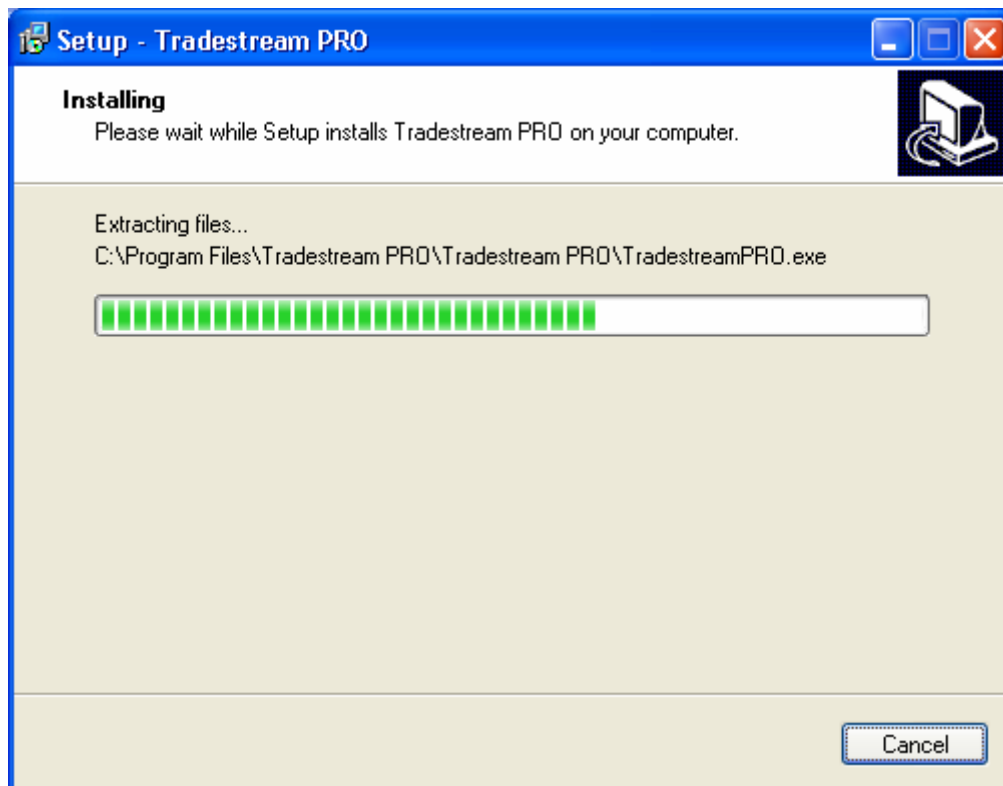 Setup - Tradestream PRO
Installing
Please wait while Setup installs Tradestream PRO on your computer.
Extracting files...
C:\Program Files\Tradestream PRO\Tradestream PRO\TradestreamPRO.exe
Cancel